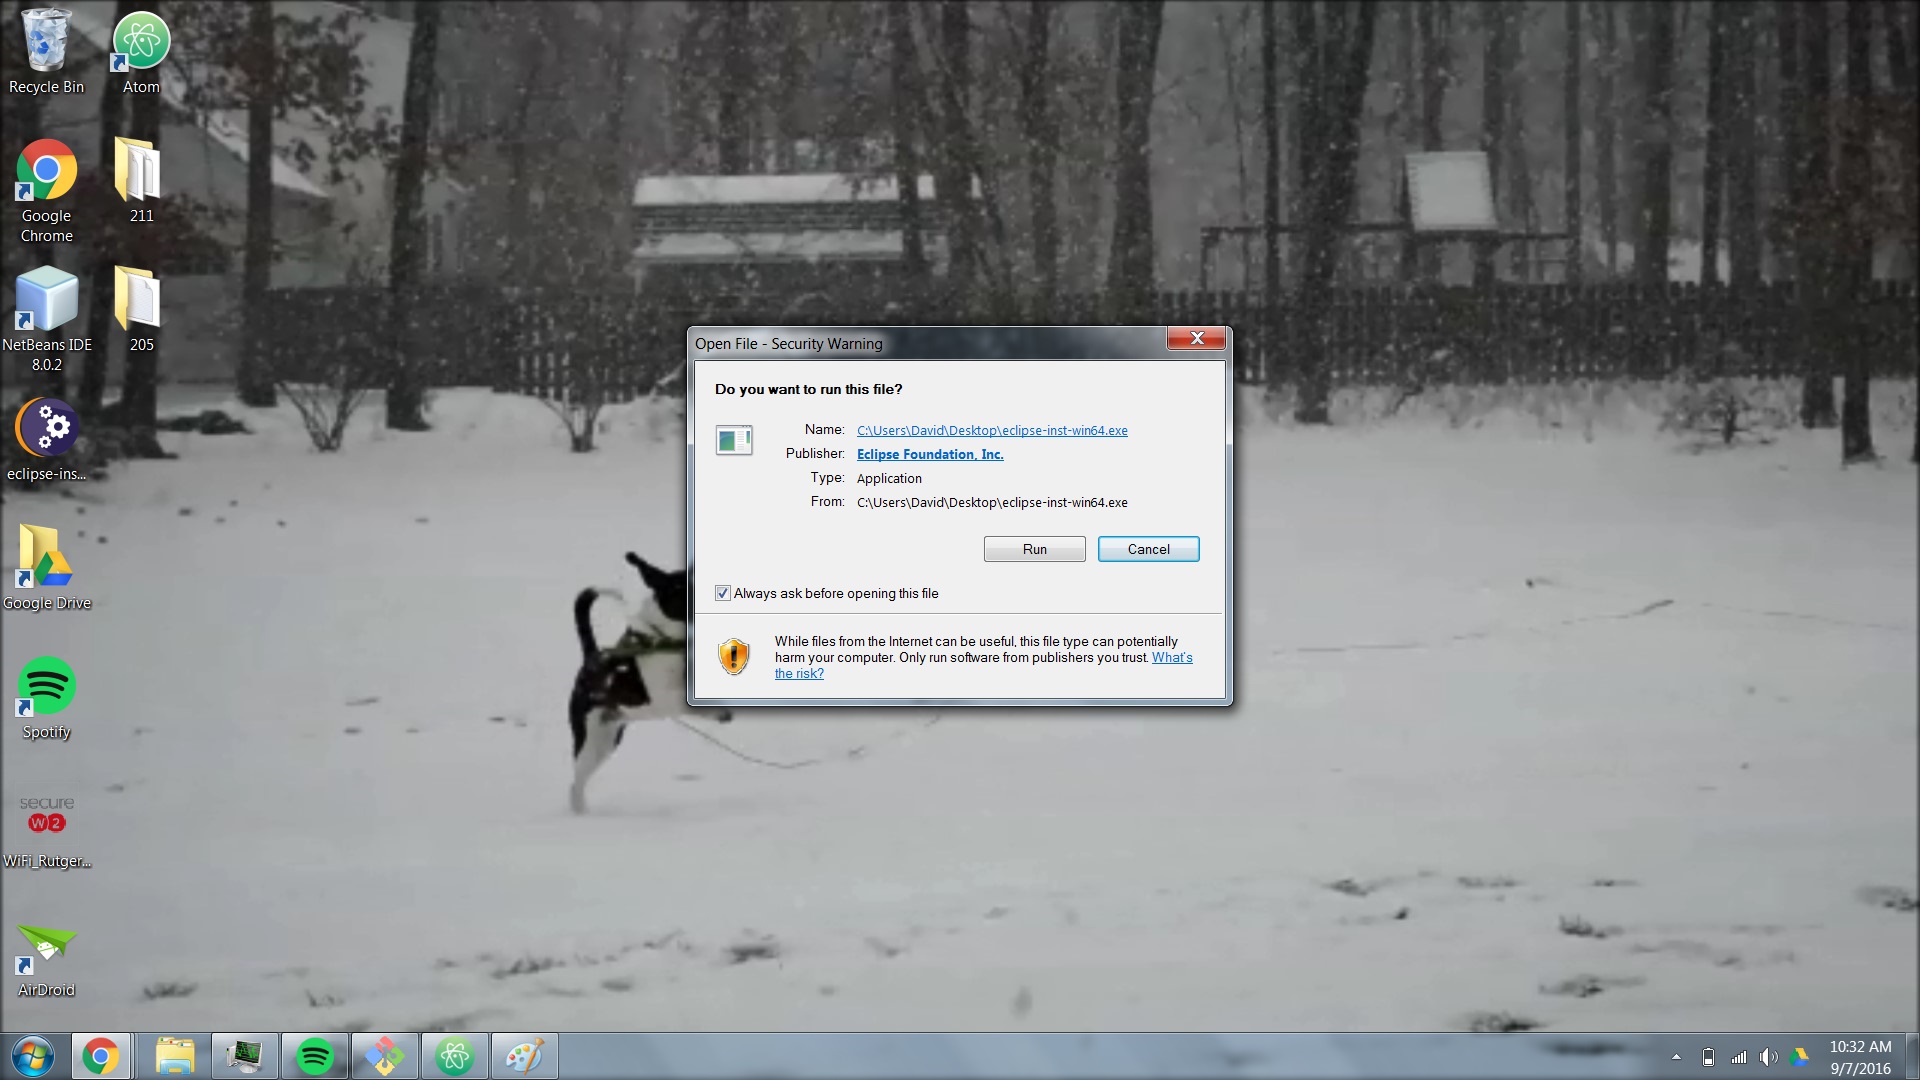 Recycle Bin
Atom
Google
Chrome
211
NetBeans IDE
8.0.2
205
eclipse-ins...
Google Drive
Spotify
secure
W2
WiFi_Rutger...
AirDroid
Open File - Security Warning
Do you want to run this file?
Name: C:\Users\David\Desktop\eclipse-inst-win64.exe
Publisher: Eclipse Foundation, Inc.
Type: Application
From: C:\Users\David\Desktop\eclipse-inst-win64.exe
Run
Cancel
Always ask before opening this file
While files from the Internet can be useful, this file type can potentially
harm your computer. Only run software from publishers you trust. What's
the risk?
10:32 AM
9/7/2016